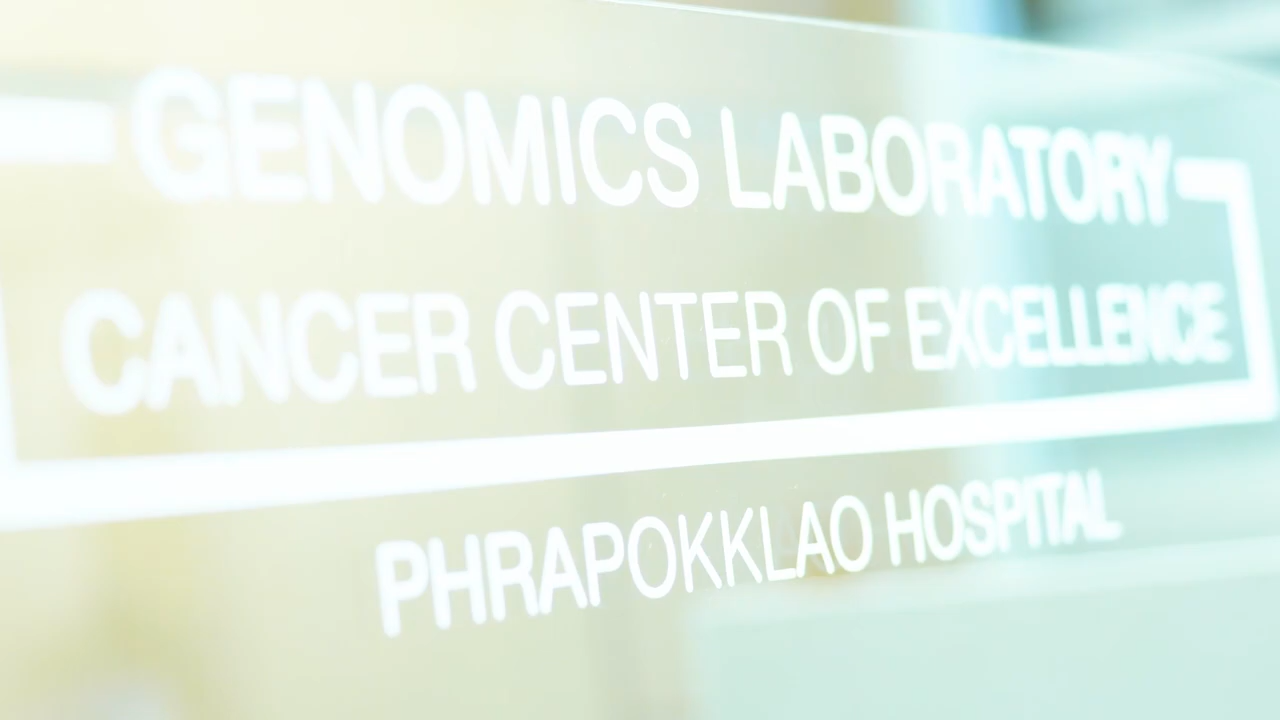 GENOMICS LABORATORY
CANCER CENTER OF EXCELLENCE
PHRAPOKKLAO HOSPITAL